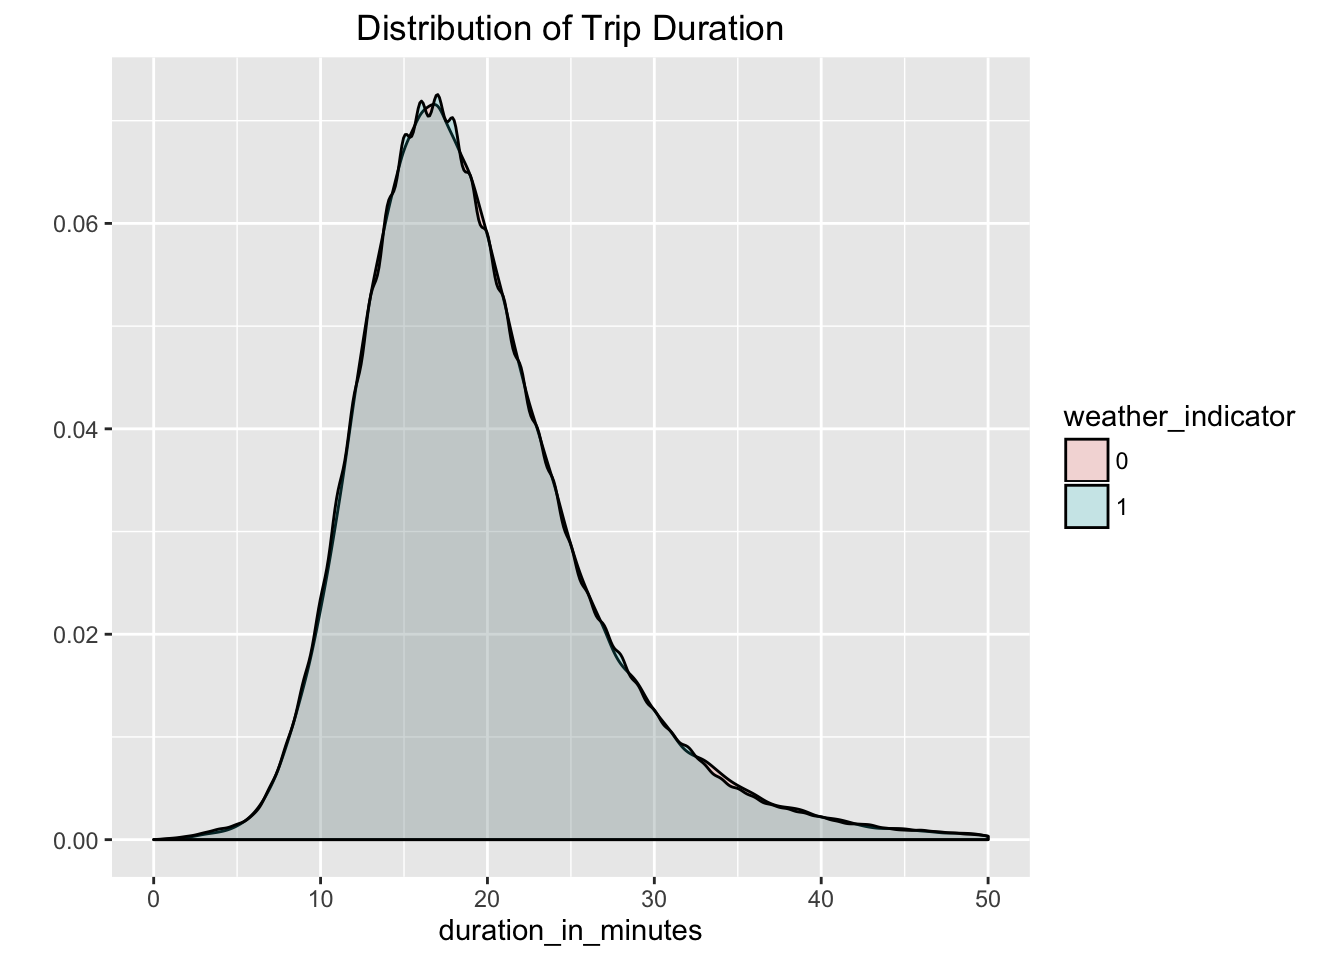 Distribution of Trip Duration
0.06
0.04
0.02
0.00
0 10 20 30 40 50
duration_in_minutes
weather_indicator
0
1